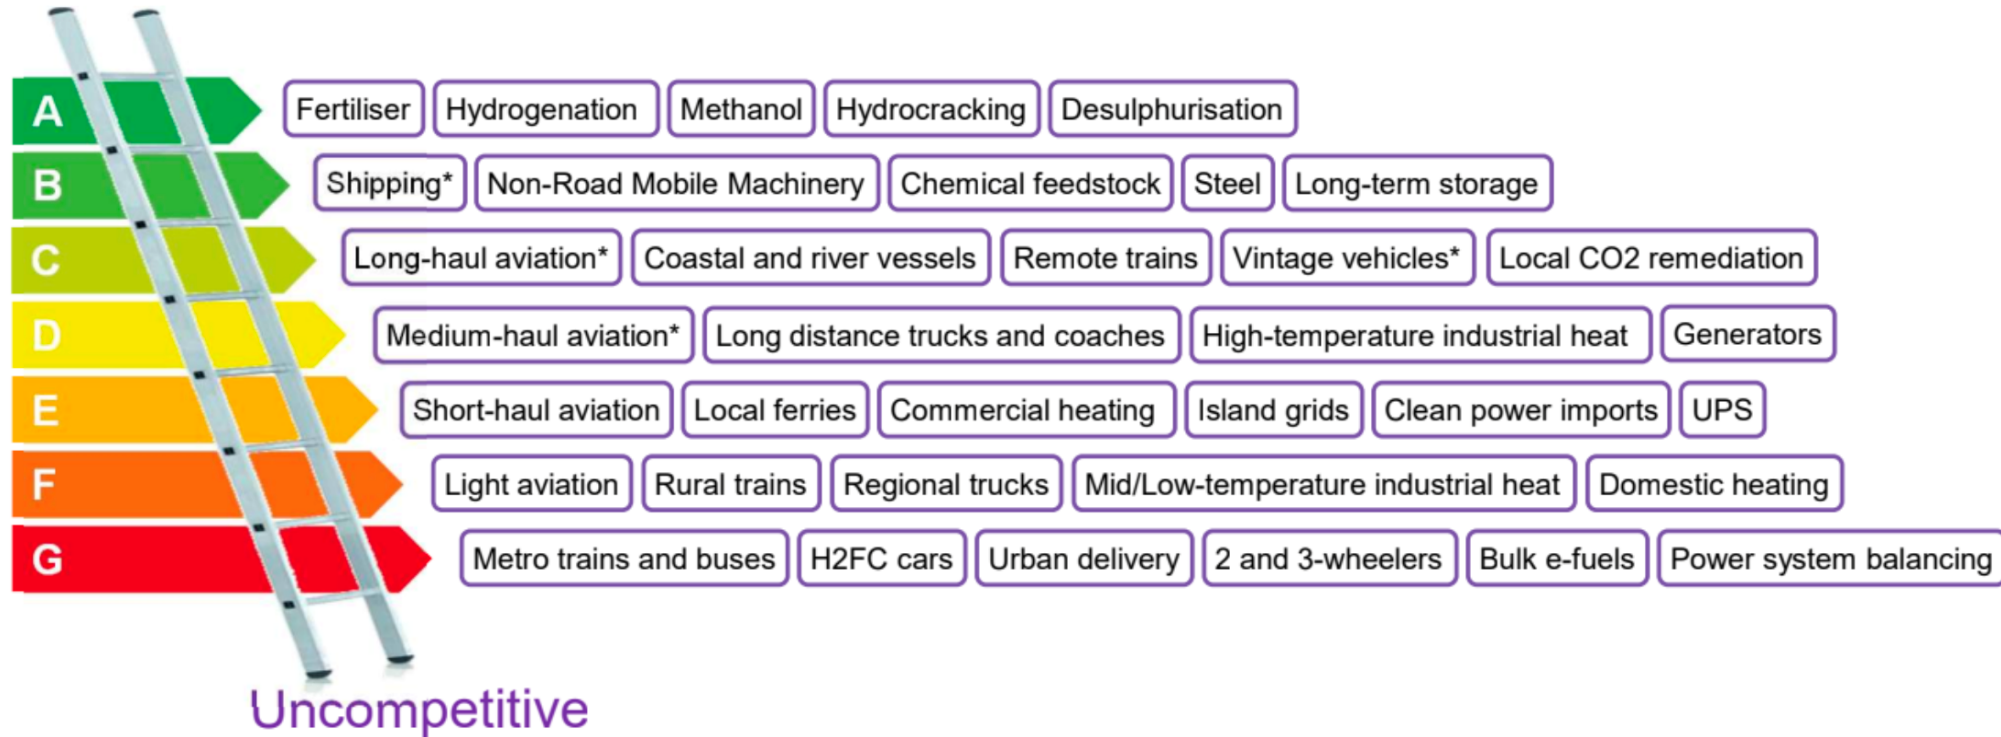 A Fertiliser Hydrogenation Methanol Hydrocracking Desulphurisation
B Shipping* Non-Road Mobile Machinery Chemical feedstock Steel Long-term storage
C Long-haul aviation* Coastal and river vessels Remote trains Vintage vehicles* Local CO2 remediation
D Medium-haul aviation* Long distance trucks and coaches High-temperature industrial heat Generators
E Short-haul aviation Local ferries Commercial heating Island grids Clean power imports UPS
F Light aviation Rural trains Regional trucks Mid/Low-temperature industrial heat Domestic heating
G Metro trains and buses H2FC cars Urban delivery 2 and 3-wheelers Bulk e-fuels Power system balancing
Uncompetitive